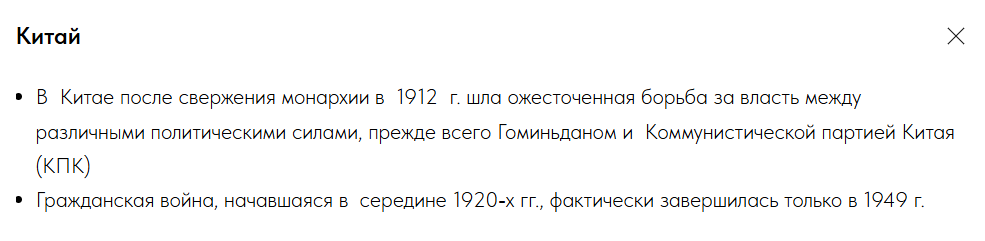 Китай
• В Китае после свержения монархии в 1912 г. шла ожесточенная борьба за власть между
различными политическими силами, прежде всего Гоминьданом и Коммунистической партией Китая
(КПК)
• Гражданская война, начавшаяся в середине 1920-х гг., фактически завершилась только в 1949 г.